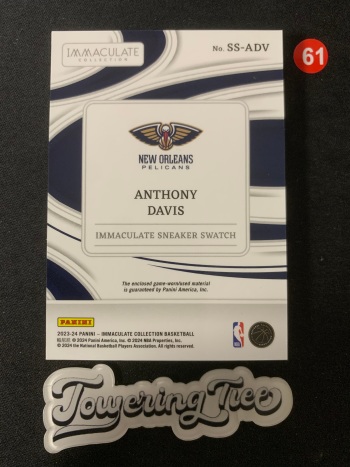 IMMACULATE
COLLECTION
No. SS-ADV
61
NEW ORLEANS
PELICANS
ANTHONY
DAVIS
IMMACULATE SNEAKER SWATCH
The enclosed game-worn/used material
is guaranteed by Panini America, Inc.
PANINI
2023-24 PANINI – IMMACULATE COLLECTION BASKETBALL
© 2024 Panini America, Inc. © 2024 NBA Properties, Inc.
© 2024 the National Basketball Players Association. All rights reserved.
NBA
Towering Tree